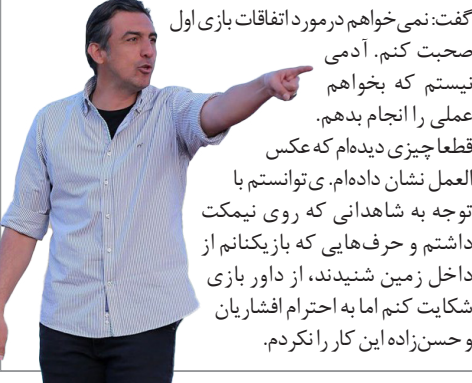 گفت: نمی‌خواهم درمورد اتفاقات بازی اول
صحبت کنم. آدمی
نیستم که بخواهم
عملی را انجام بدهم.
قطعا چیزی دیده‌ام که عکس
العمل نشان داده‌ام. ی‌توانستم با
توجه به شاهدانی که روی نیمکت
داشتم و حرف‌هایی که بازیکنانم از
داخل زمین شنیدند، از داور بازی
شکایت کنم اما به احترام افشاریان
و حسن‌زاده این کار را نکردم.